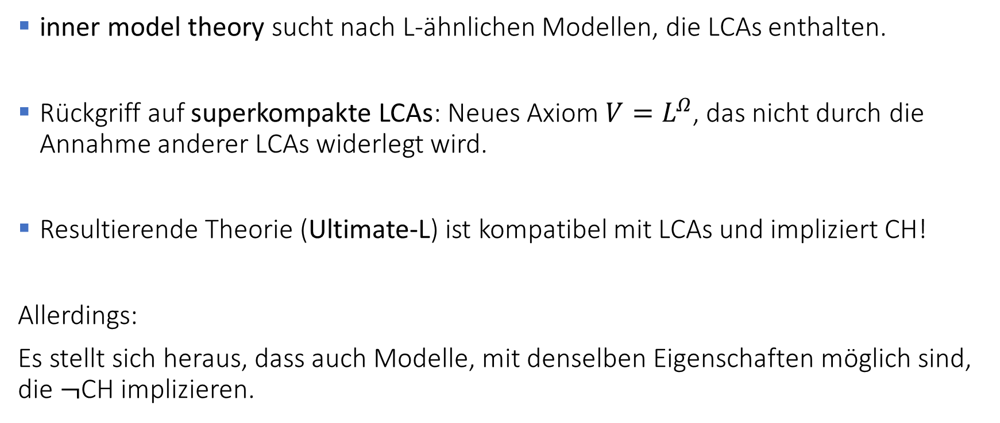 ▪ inner model theory sucht nach L-ähnlichen Modellen, die LCAs enthalten.
▪ Rückgriff auf superkompakte LCAs: Neues Axiom V = L^Ω, das nicht durch die
Annahme anderer LCAs widerlegt wird.
▪ Resultierende Theorie (Ultimate-L) ist kompatibel mit LCAs und impliziert CH!
Allerdings:
Es stellt sich heraus, dass auch Modelle, mit denselben Eigenschaften möglich sind,
die ¬CH implizieren.